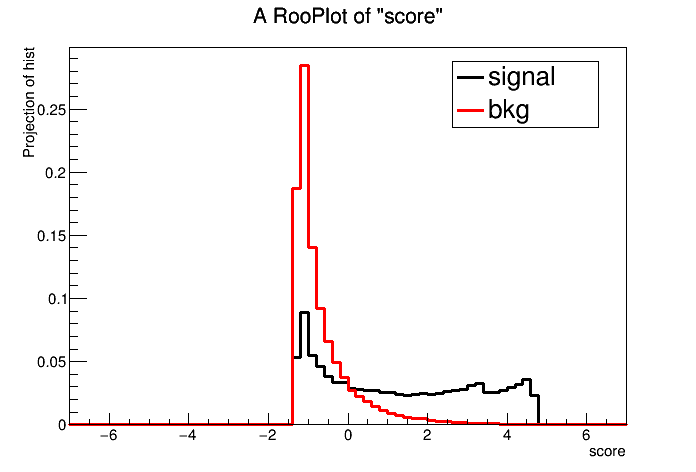 A RooPlot of "score"
Projection of hist
signal
bkg
0.25
0.2
0.15
0.1
0.05
0
−6 −4 −2 0 2 4 6
score